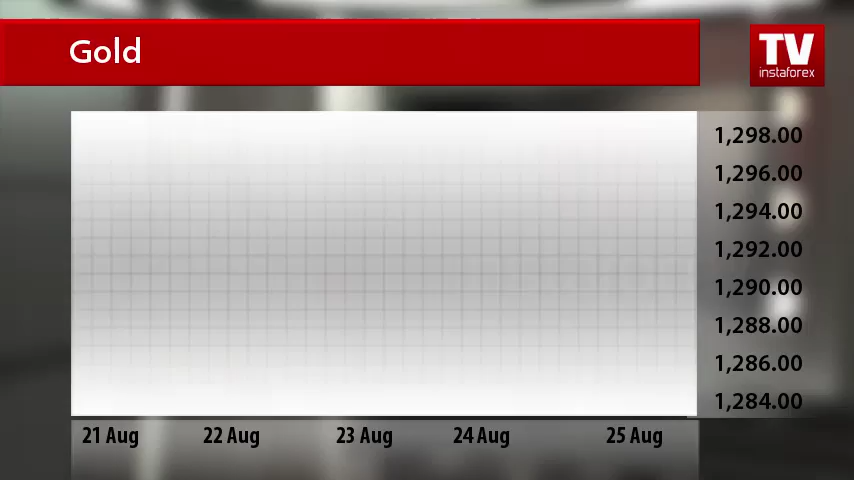 Gold
TV
instaforex
1,298.00
1,296.00
1,294.00
1,292.00
1,290.00
1,288.00
1,286.00
1,284.00
21 Aug 22 Aug 23 Aug 24 Aug 25 Aug